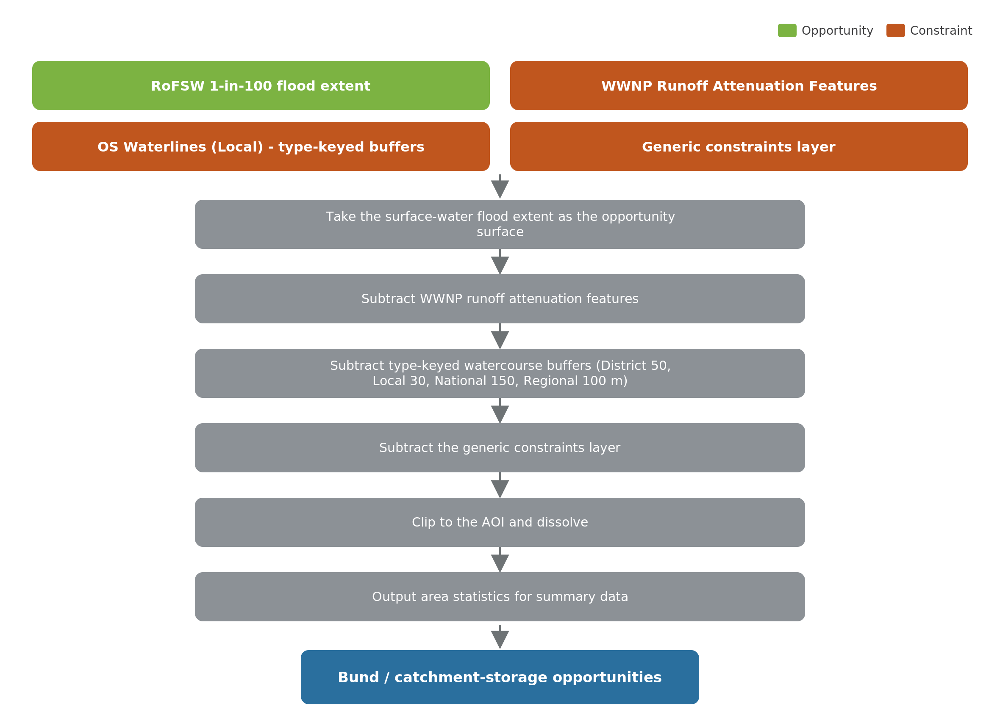 Opportunity
Constraint
RoFSW 1-in-100 flood extent
WWNP Runoff Attenuation Features
OS Waterlines (Local) - type-keyed buffers
Generic constraints layer
Take the surface-water flood extent as the opportunity
surface
Subtract WWNP runoff attenuation features
Subtract type-keyed watercourse buffers (District 50,
Local 30, National 150, Regional 100 m)
Subtract the generic constraints layer
Clip to the AOI and dissolve
Output area statistics for summary data
Bund / catchment-storage opportunities